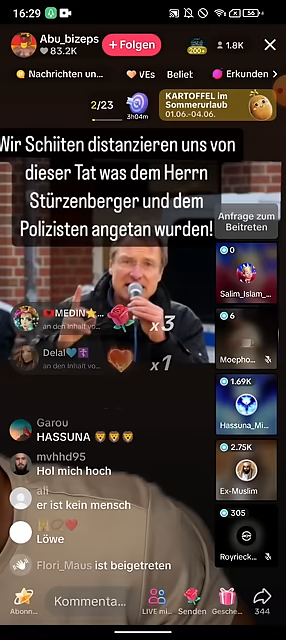 16:29
Abu_bizeps
83.2K
+ Folgen
200+
1.8K
Nachrichten un...
VEs
Beliet
Erkunden
2/23
3h04m
KARTOFFEL im
Sommerurlaub
01.06.-04.06.
Wir Schiiten distanzieren uns von
dieser Tat was dem Herrn
Stürzenberger und dem
Polizisten angetan wurden!
Anfrage zum
Beitreten
0
Salim_Islam_...
MEDIN
an den Inhalt vo...
x3
6
Moepho...
Delal
an den Inhalt vo...
x1
1.69K
Hassuna_Mi...
Garou
HASSUNA
mvhhd95
Hol mich hoch
2.75K
Ex-Muslim
ali
er ist kein mensch
Löwe
305
Royrieck...
Flori_Maus ist beigetreten
Abonn...
Kommenta...
LIVE mi...
Senden
Gesche...
344